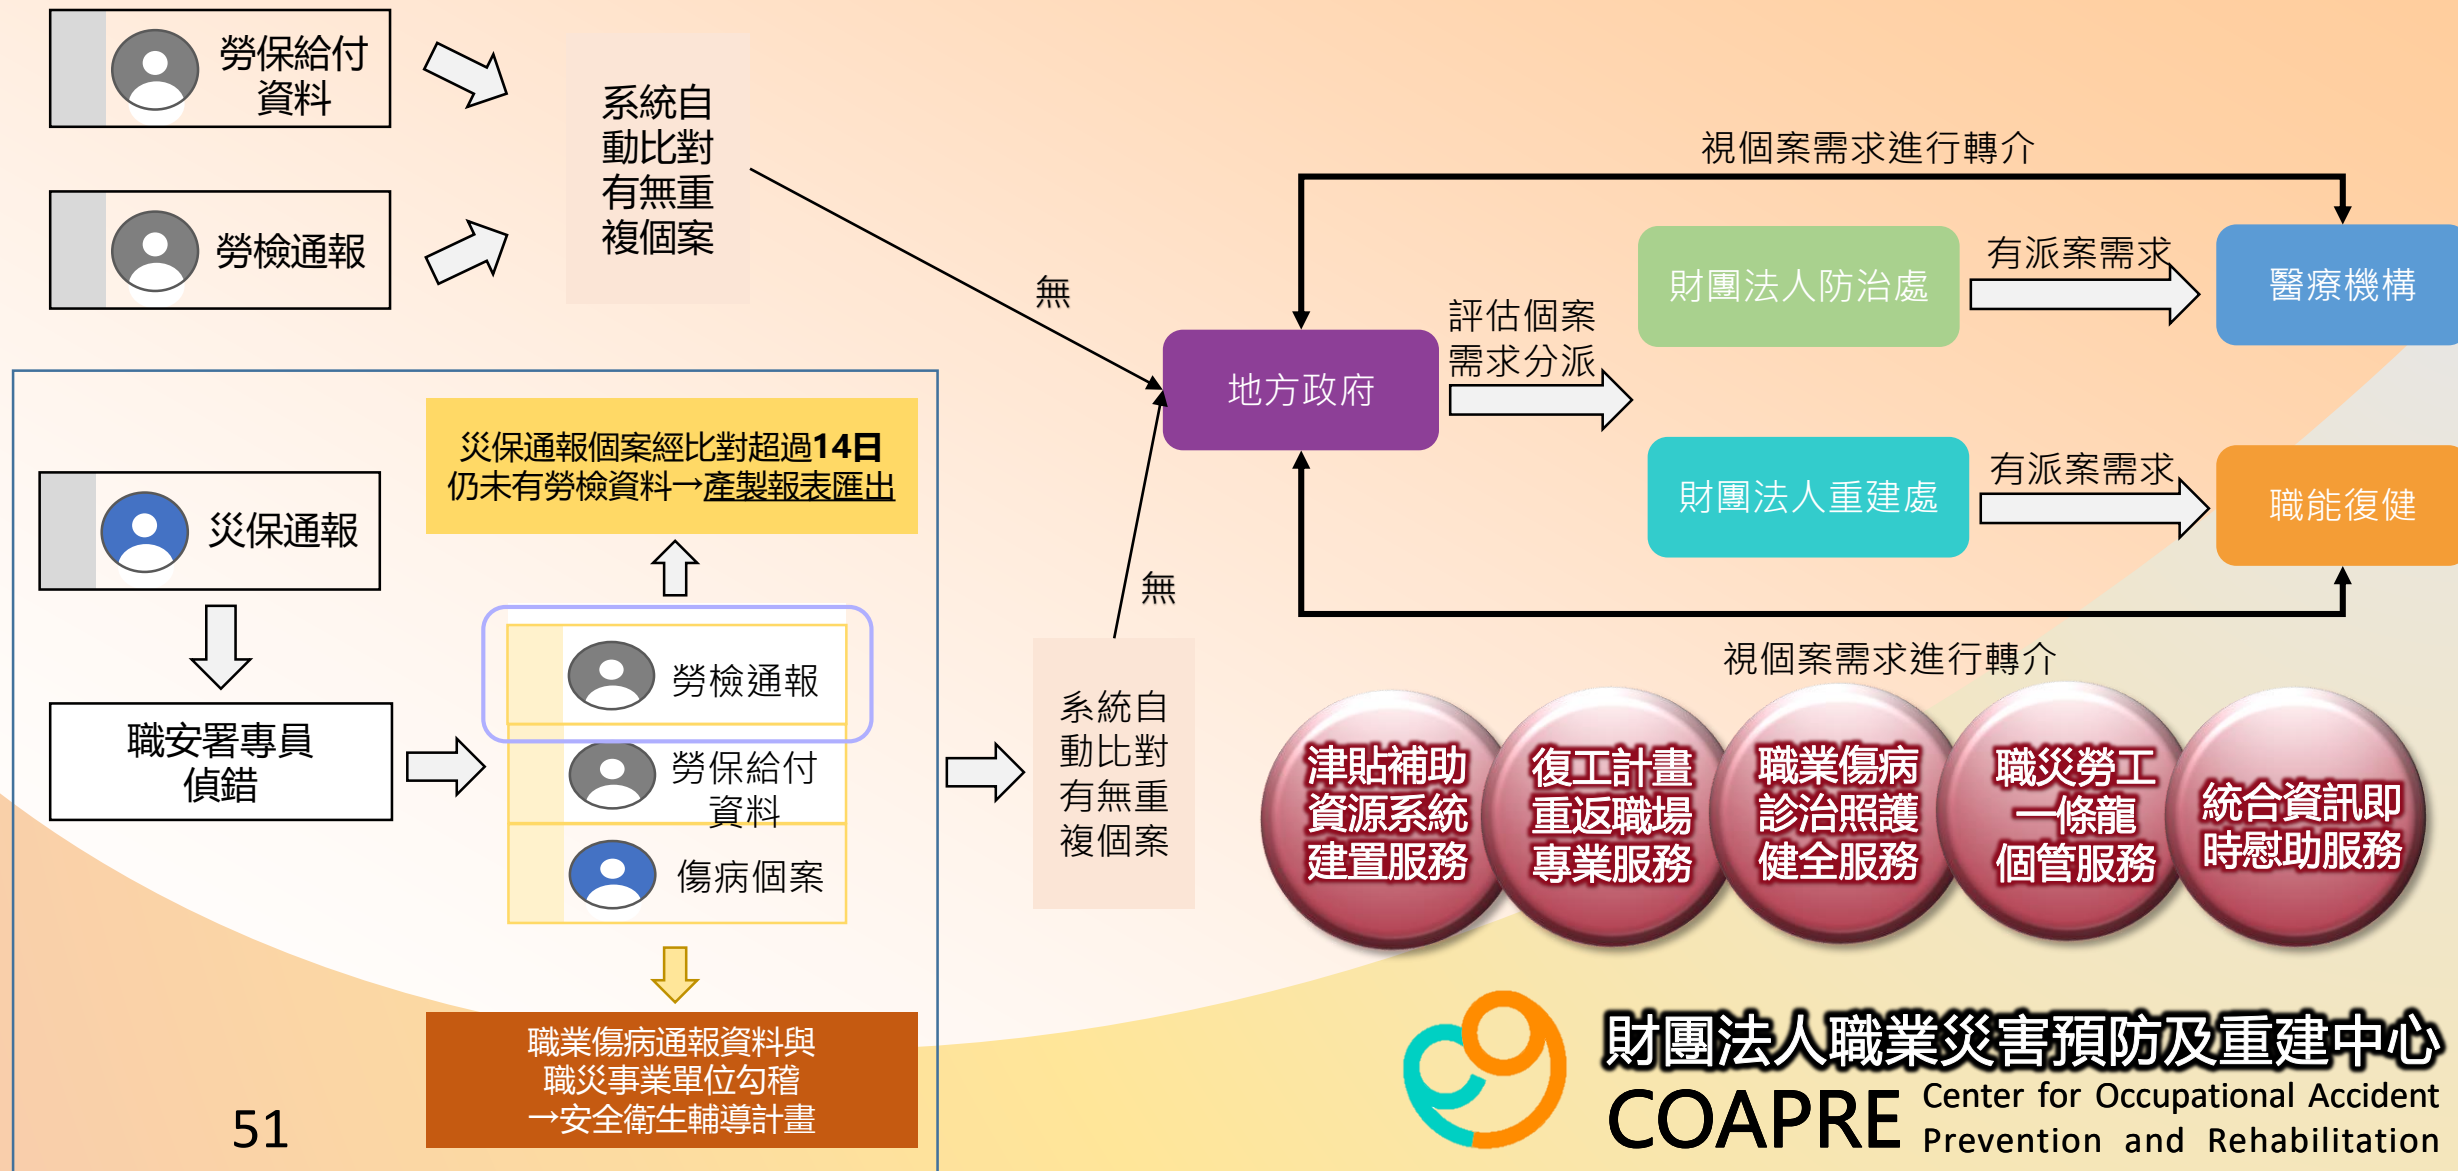 勞保給付
資料
勞檢通報
系統自
動比對
有無重
複個案
無
視個案需求進行轉介
財團法人防治處
有派案需求
醫療機構
評估個案
需求分派
地方政府
財團法人重建處
有派案需求
職能復健
視個案需求進行轉介
災保通報個案經比對超過14日
仍未有勞檢資料→產製報表匯出
災保通報
職安署專員
偵錯
勞檢通報
勞保給付
資料
傷病個案
無
系統自
動比對
有無重
複個案
職業傷病通報資料與
職災事業單位勾稽
→安全衛生輔導計畫
津貼補助
資源系統
建置服務
復工計畫
重返職場
專業服務
職業傷病
診治照護
健全服務
職災勞工
一條龍
個管服務
統合資訊即
時慰助服務
財團法人職業災害預防及重建中心
COAPRE
Center for Occupational Accident
Prevention and Rehabilitation
51